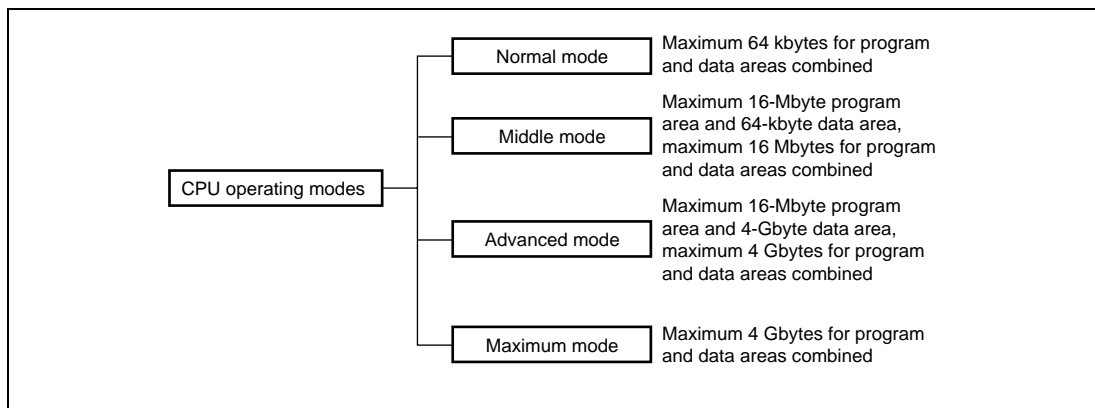 CPU operating modes
Normal mode
Maximum 64 kbytes for program
and data areas combined
Middle mode
Maximum 16-Mbyte program
area and 64-kbyte data area,
maximum 16 Mbytes for program
and data areas combined
Advanced mode
Maximum 16-Mbyte program
area and 4-Gbyte data area,
maximum 4 Gbytes for program
and data areas combined
Maximum mode
Maximum 4 Gbytes for program
and data areas combined